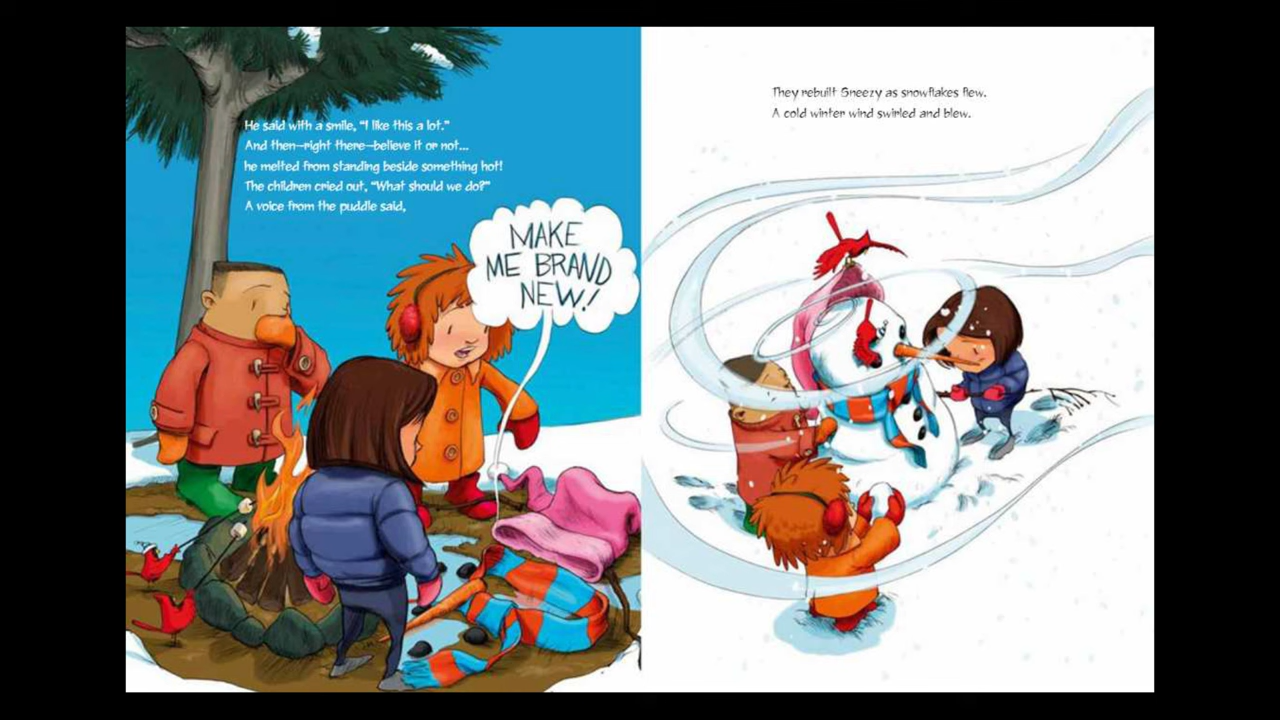 He said with a smile, "I like this a lot."
And then—right there—believe it or not...
he melted from standing beside something hot!
The children cried out, "What should we do?"
A voice from the puddle said,
MAKE
ME BRAND
NEW!
They rebuilt Sneezy as snowflakes flew.
A cold winter wind swirled and blew.